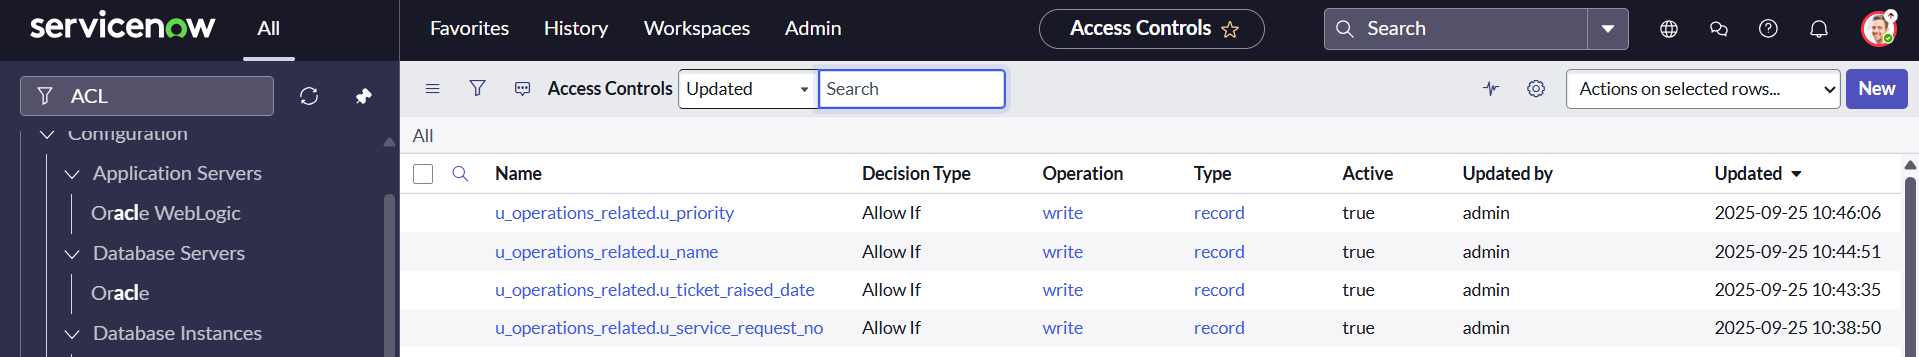 servicenow All Favorites History Workspaces Admin Access Controls Search
ACL Access Controls Updated Search Actions on selected rows... New
Configuration
All
Application Servers
Oracle WebLogic
Database Servers
Oracle
Database Instances
Name Decision Type Operation Type Active Updated by Updated
u_operations_related.u_priority Allow If write record true admin 2025-09-25 10:46:06
u_operations_related.u_name Allow If write record true admin 2025-09-25 10:44:51
u_operations_related.u_ticket_raised_date Allow If write record true admin 2025-09-25 10:43:35
u_operations_related.u_service_request_no Allow If write record true admin 2025-09-25 10:38:50